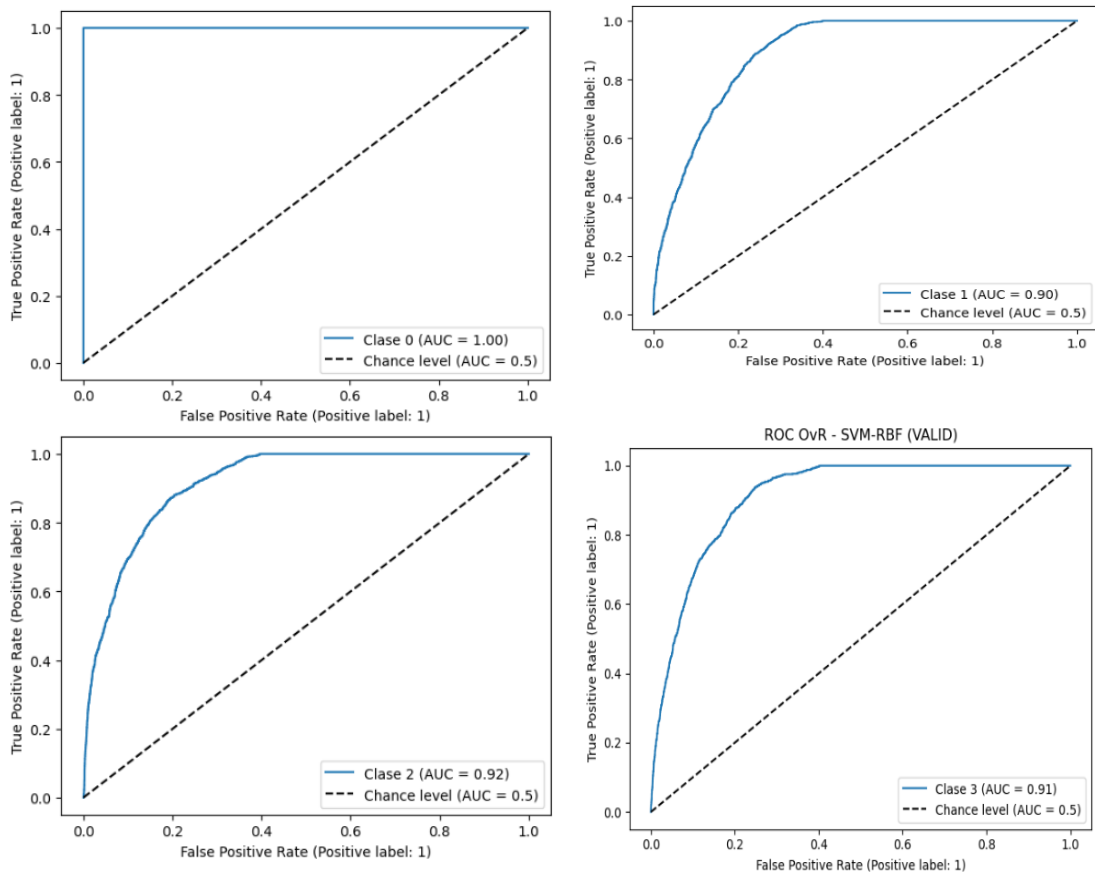 True Positive Rate (Positive label: 1)
1.0
0.8
0.6
0.4
0.2
0.0
Clase 0 (AUC = 1.00)
Chance level (AUC = 0.5)
0.0 0.2 0.4 0.6 0.8 1.0
False Positive Rate (Positive label: 1)
True Positive Rate (Positive label: 1)
1.0
0.8
0.6
0.4
0.2
0.0
Clase 1 (AUC = 0.90)
Chance level (AUC = 0.5)
0.0 0.2 0.4 0.6 0.8 1.0
False Positive Rate (Positive label: 1)
True Positive Rate (Positive label: 1)
1.0
0.8
0.6
0.4
0.2
0.0
Clase 2 (AUC = 0.92)
Chance level (AUC = 0.5)
0.0 0.2 0.4 0.6 0.8 1.0
False Positive Rate (Positive label: 1)
ROC OvR - SVM-RBF (VALID)
True Positive Rate (Positive label: 1)
1.0
0.8
0.6
0.4
0.2
0.0
Clase 3 (AUC = 0.91)
Chance level (AUC = 0.5)
0.0 0.2 0.4 0.6 0.8 1.0
False Positive Rate (Positive label: 1)